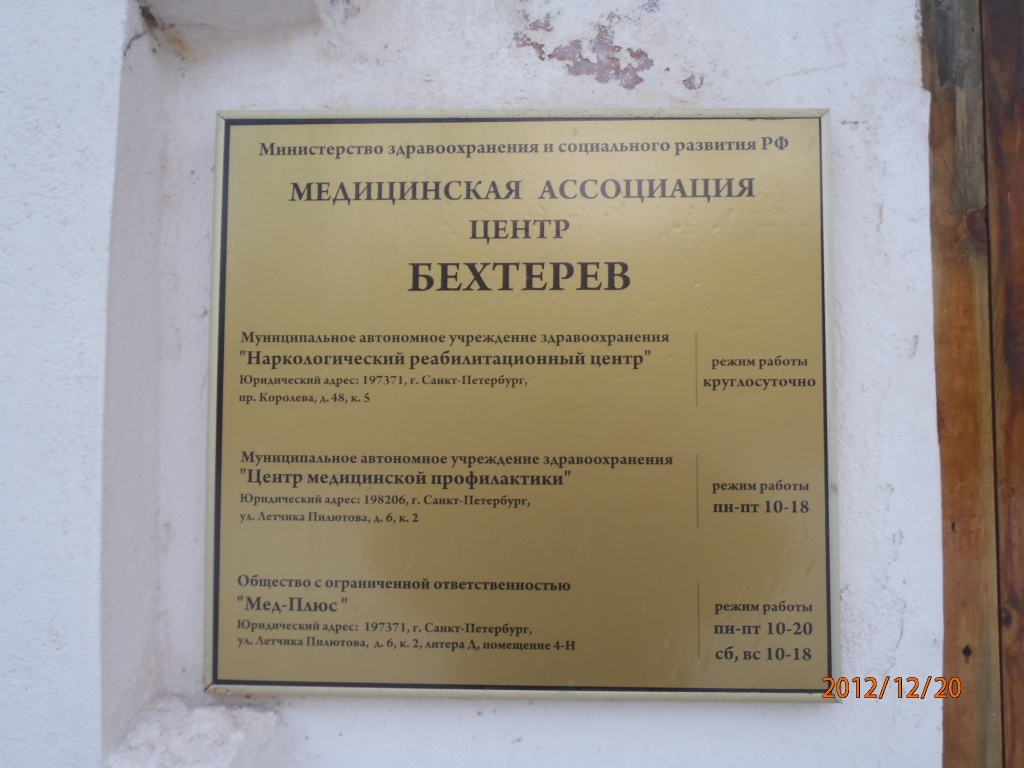 Министерство здравоохранения и социального развития РФ
МЕДИЦИНСКАЯ АССОЦИАЦИЯ
ЦЕНТР
БЕХТЕРЕВ
Муниципальное автономное учреждение здравоохранения
"Наркологический реабилитационный центр"
Юридический адрес: 197371, г. Санкт-Петербург,
пр. Королева, д. 48, к. 5
режим работы
круглосуточно
Муниципальное автономное учреждение здравоохранения
"Центр медицинской профилактики"
Юридический адрес: 198206, г. Санкт-Петербург,
ул. Летчика Пилютова, д. 6, к. 2
режим работы
пн-пт 10-18
Общество с ограниченной ответственностью
"Мед-Плюс"
Юридический адрес: 197371, г. Санкт-Петербург,
ул. Летчика Пилютова, д. 6, к. 2, литера Д, помещение 4-Н
режим работы
пн-пт 10-20
сб, вс 10-18
2012/12/20